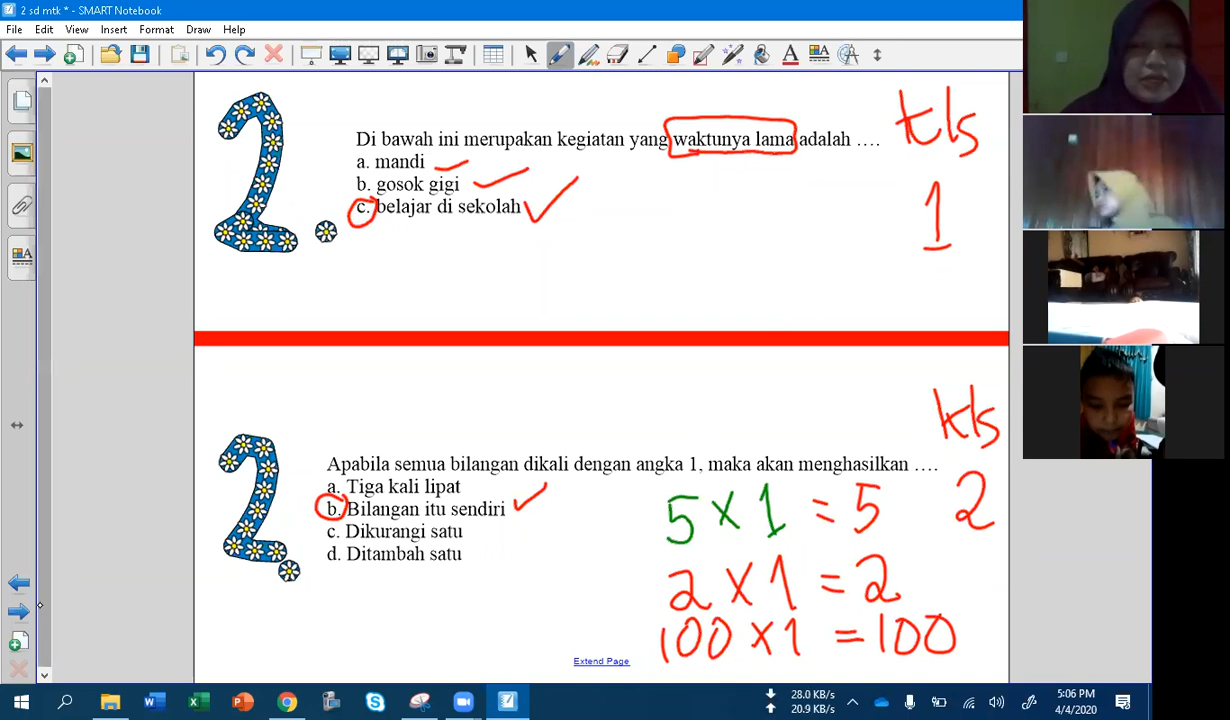 2 sd mtk * - SMART Notebook
File Edit View Insert Format Draw Help
2.
Di bawah ini merupakan kegiatan yang waktunya lama adalah ….
a. mandi
b. gosok gigi
c. belajar di sekolah
kls
1
2.
Apabila semua bilangan dikali dengan angka 1, maka akan menghasilkan ….
a. Tiga kali lipat
b. Bilangan itu sendiri
c. Dikurangi satu
d. Ditambah satu
kls
2
5 x 1 = 5
2 x 1 = 2
100 x 1 = 100
Extend Page
28.0 KB/s
20.9 KB/s
5:06 PM
4/4/2020